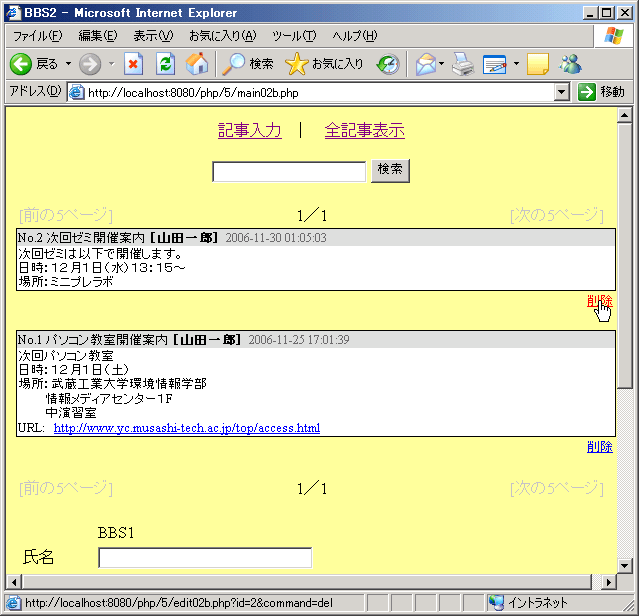 BBS2 - Microsoft Internet Explorer
ファイル(F) 編集(E) 表示(V) お気に入り(A) ツール(T) ヘルプ(H)
戻る 検索 お気に入り
アドレス(D) http://localhost:8080/php/5/main02b.php 移動
記事入力 | 全記事表示
検索
[前の5ページ] 1／1 [次の5ページ]
No.2 次回ゼミ開催案内 [山田一郎] 2006-11-30 01:05:03
次回ゼミは以下で開催します。
日時：１２月１日（水）１３：１５～
場所：ミニプレラボ
削除
No.1 パソコン教室開催案内 [山田一郎] 2006-11-25 17:01:39
次回パソコン教室
日時：１２月１日（土）
場所：武蔵工業大学環境情報学部
情報メディアセンター１F
中演習室
URL: http://www.yc.musashi-tech.ac.jp/top/access.html
削除
[前の5ページ] 1／1 [次の5ページ]
BBS1
氏名
http://localhost:8080/php/5/edit02b.php?id=2&command=del イントラネット